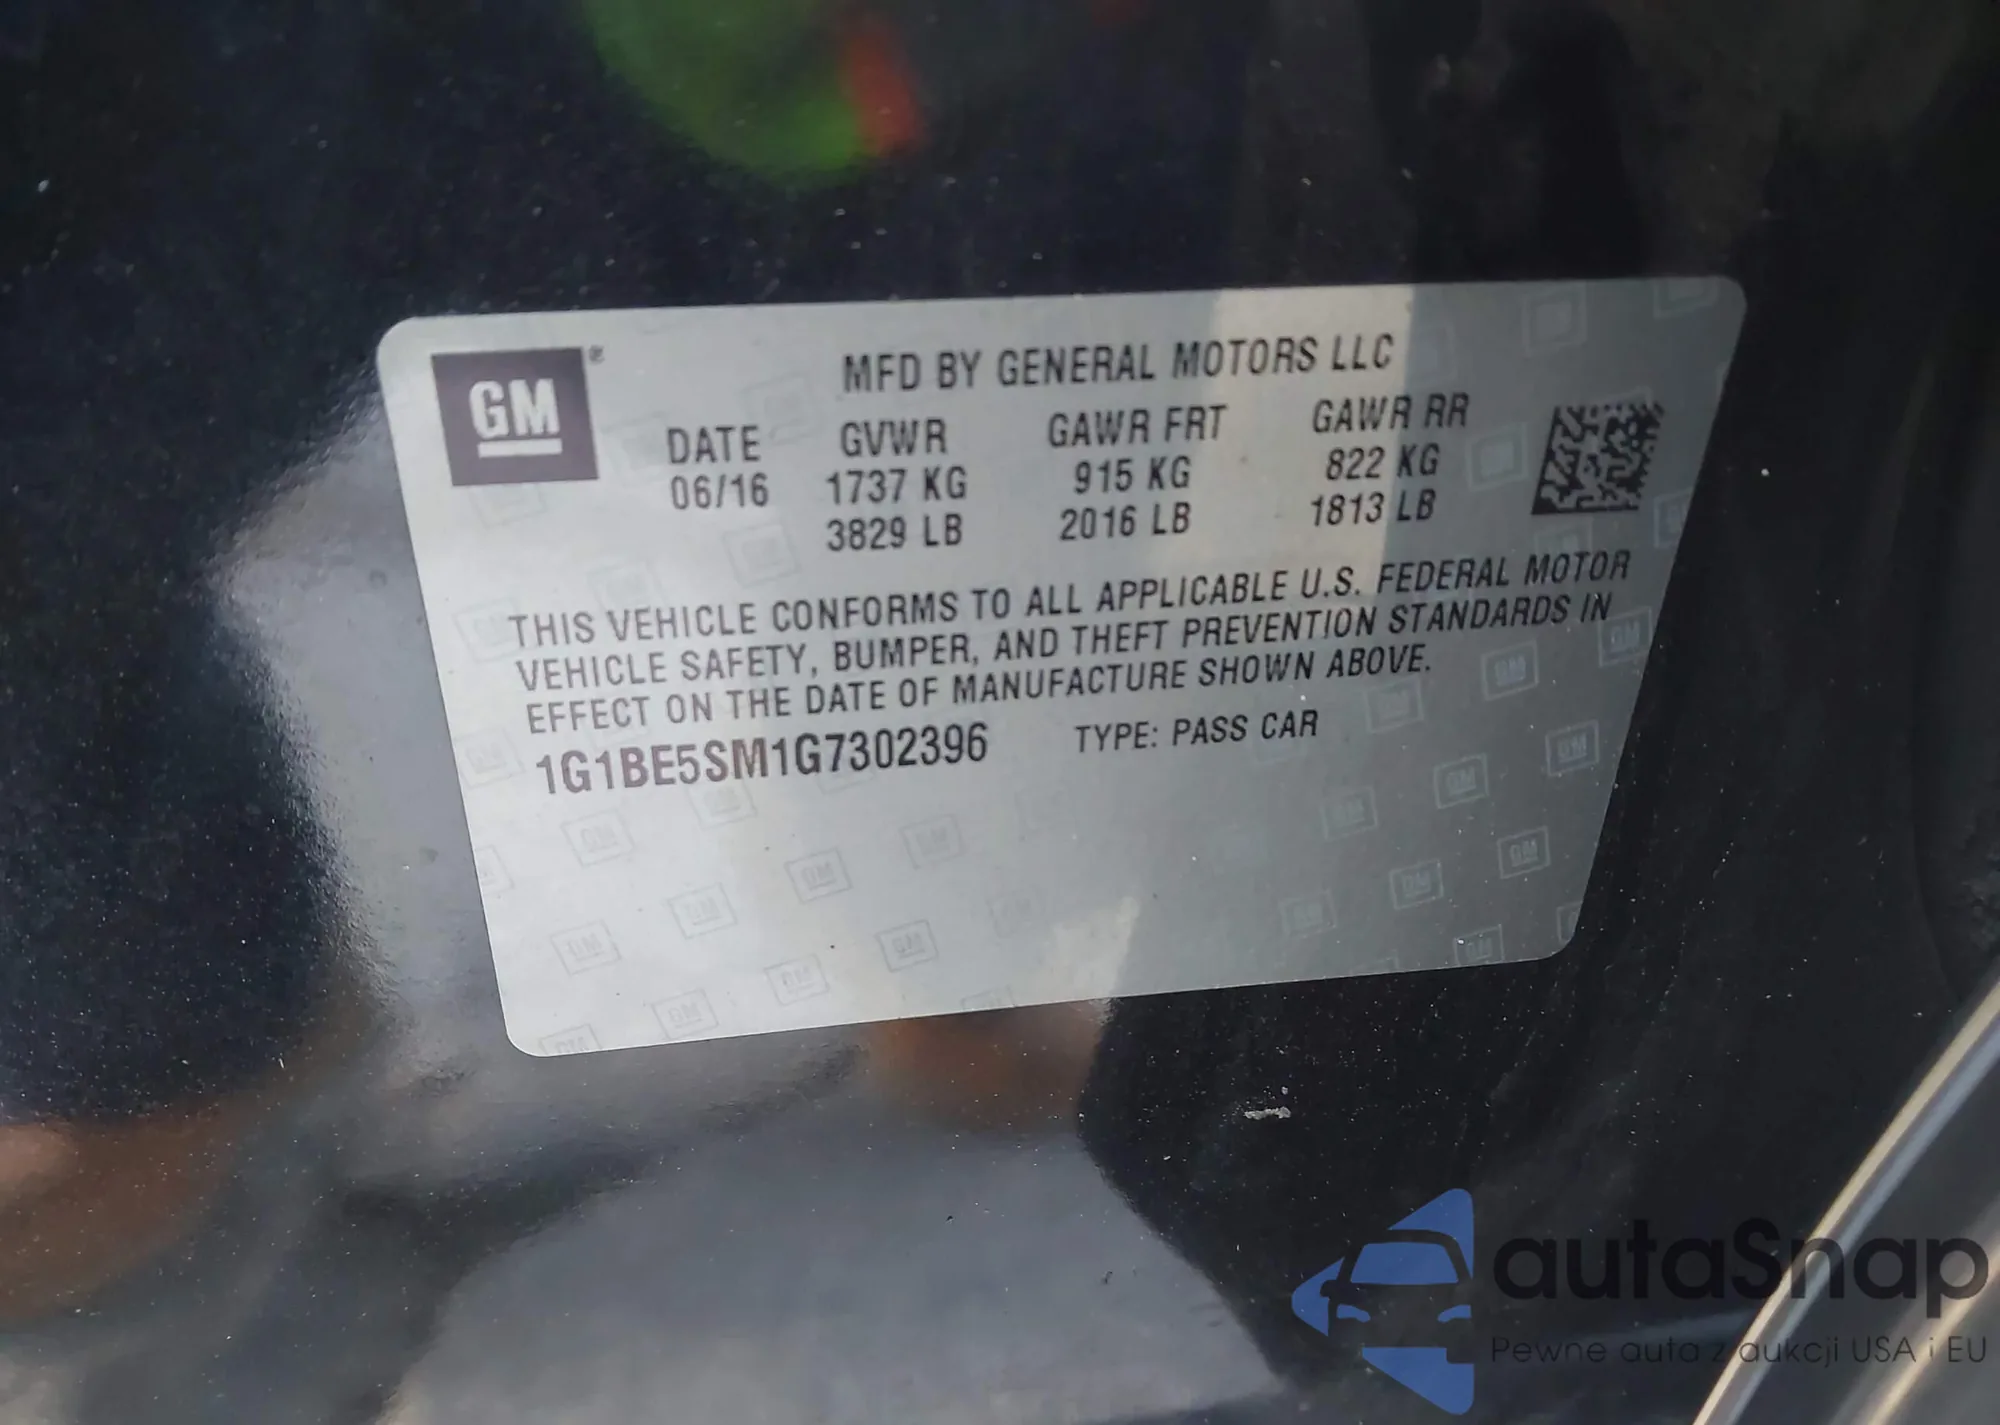 GM ®
MFD BY GENERAL MOTORS LLC
DATE GVWR GAWR FRT GAWR RR
06/16 1737 KG 915 KG 822 KG
3829 LB 2016 LB 1813 LB
THIS VEHICLE CONFORMS TO ALL APPLICABLE U.S. FEDERAL MOTOR
VEHICLE SAFETY, BUMPER, AND THEFT PREVENTION STANDARDS IN
EFFECT ON THE DATE OF MANUFACTURE SHOWN ABOVE.
1G1BE5SM1G7302396 TYPE: PASS CAR
autaSnap
Pewne auta z aukcji USA i EU